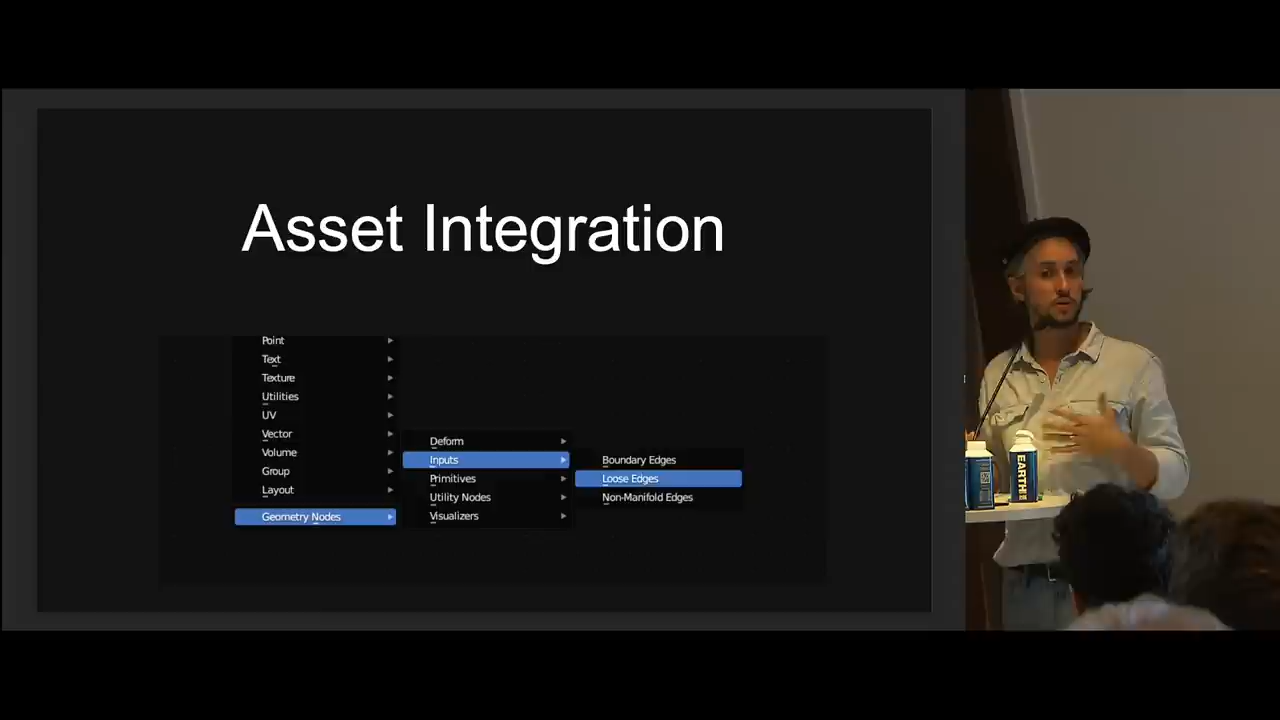 Asset Integration
Point
Text
Texture
Utilities
UV
Vector
Volume
Group
Layout
Geometry Nodes
Deform
Inputs
Primitives
Utility Nodes
Visualizers
Boundary Edges
Loose Edges
Non-Manifold Edges
EARTH